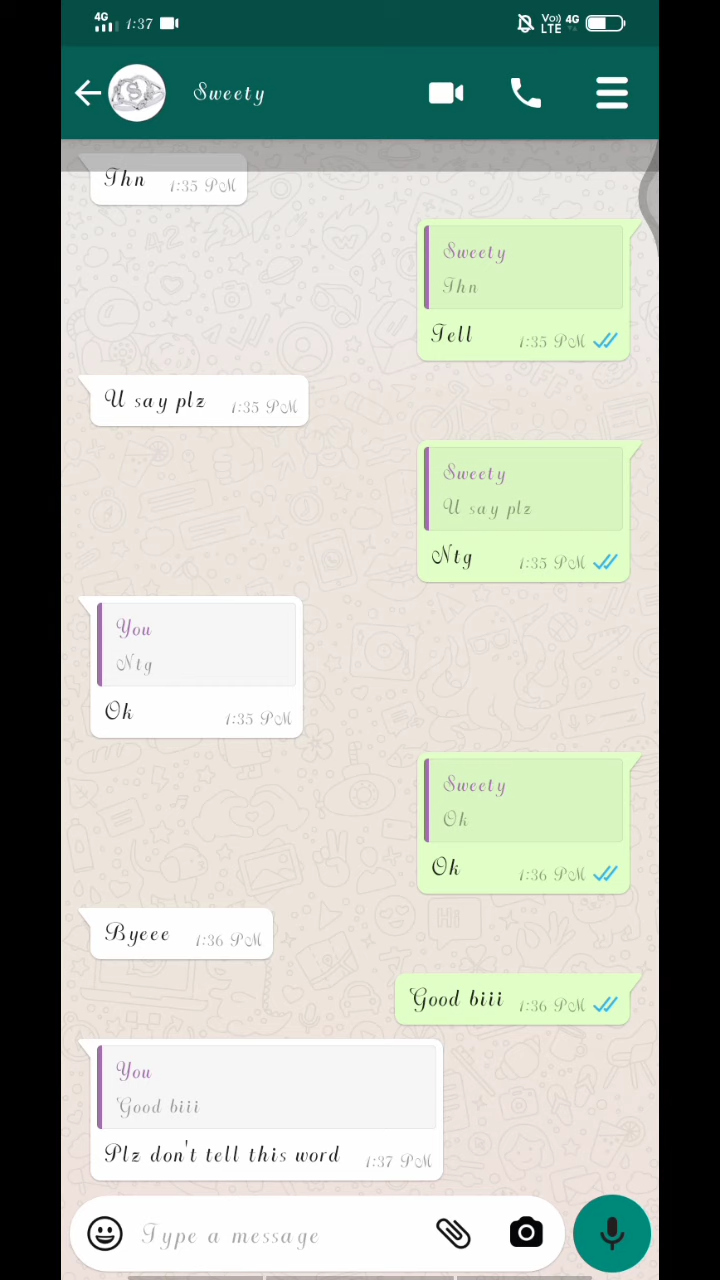 4G 1:37 Vo)) LTE 4G
Sweety
Thn 1:35 PM
Sweety
Thn
Tell 1:35 PM
U say plz 1:35 PM
Sweety
U say plz
Ntg 1:35 PM
You
Ntg
Ok 1:35 PM
Sweety
Ok
Ok 1:36 PM
Byeee 1:36 PM
Good biii 1:36 PM
You
Good biii
Plz don't tell this word 1:37 PM
Type a message